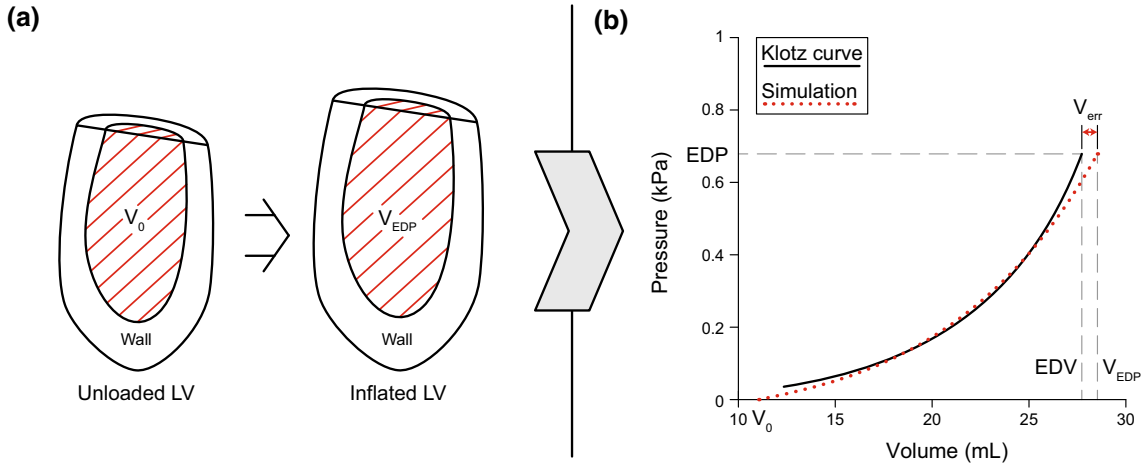 (a)
V0
Wall
Unloaded LV
VEDP
Wall
Inflated LV
(b)
Klotz curve
Simulation
Verr
1
0.8
EDP
0.6
0.4
0.2
0
Pressure (kPa)
EDV
VEDP
10
V0
15
20
25
30
Volume (mL)